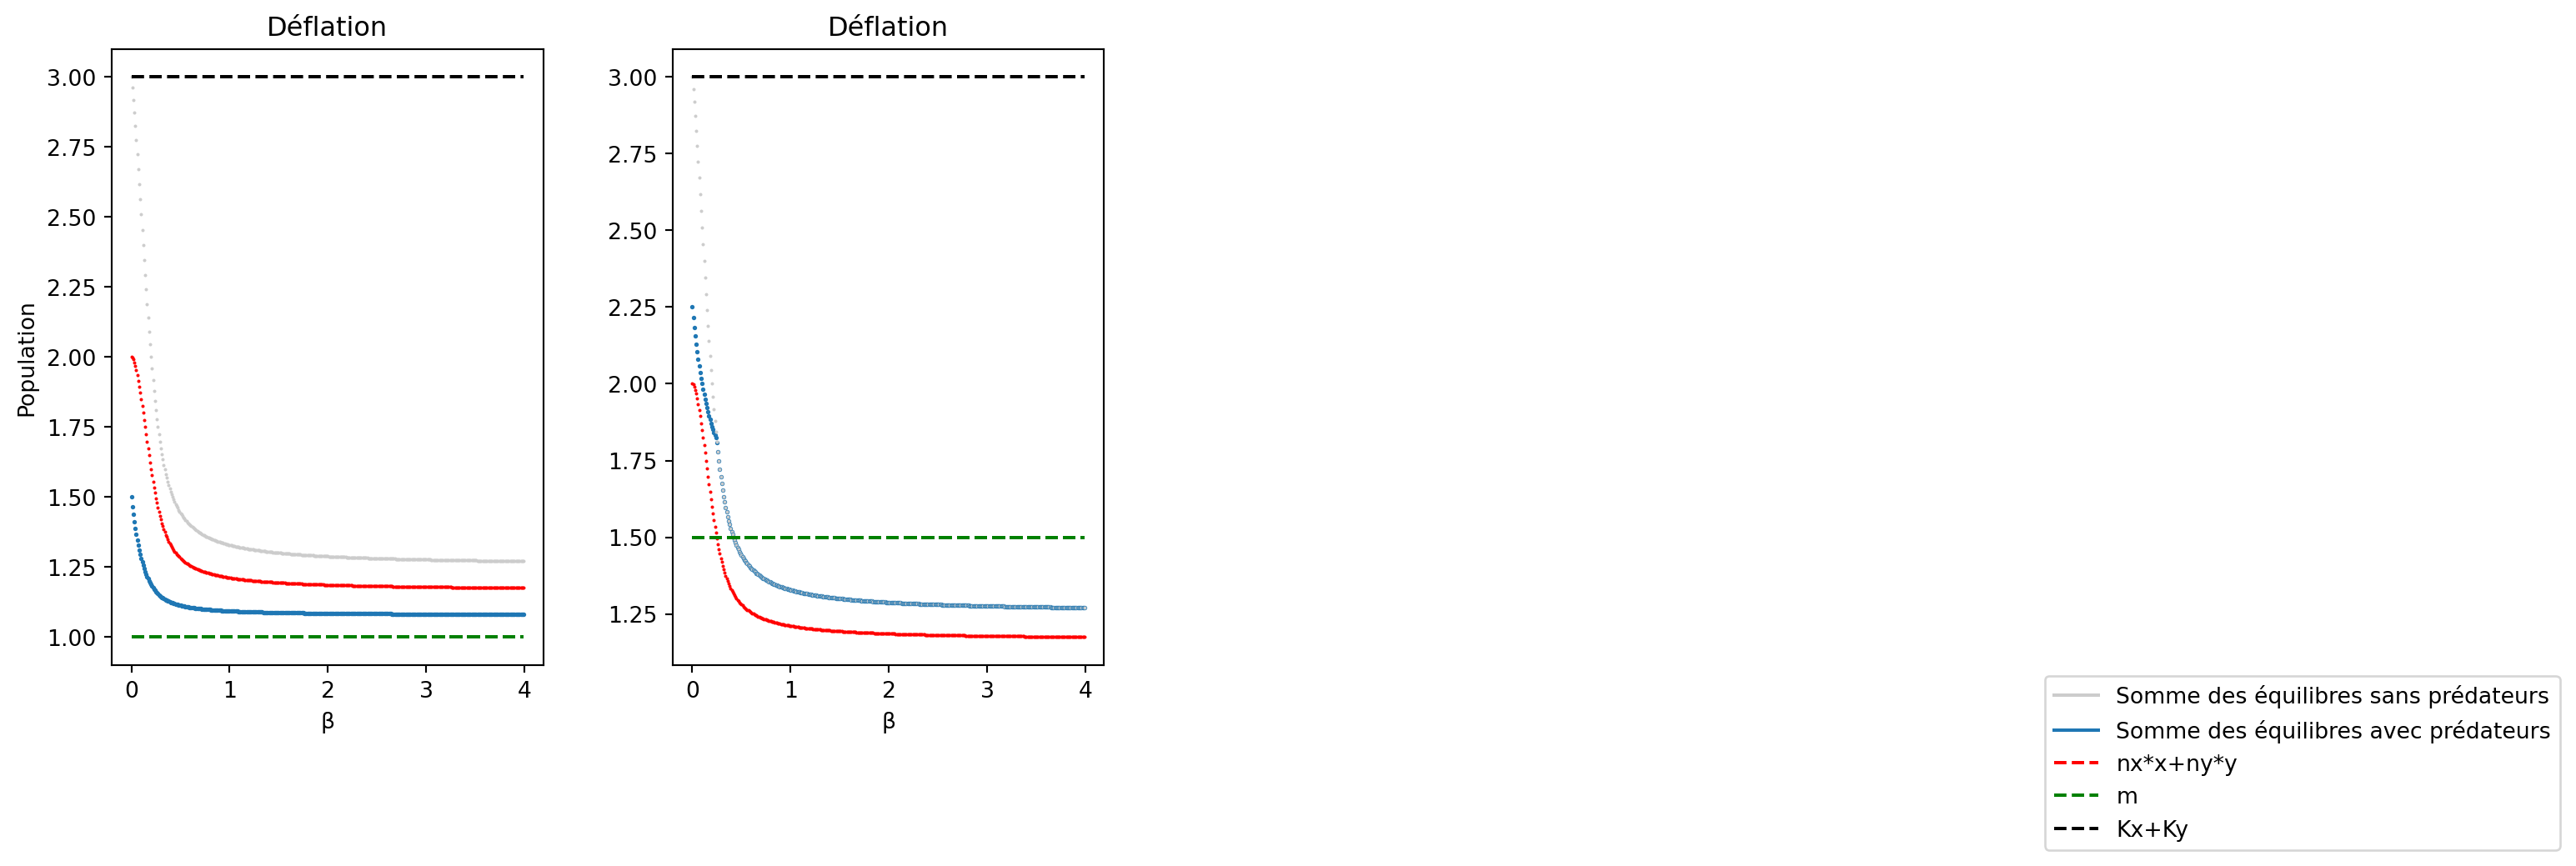 Déflation
Population
3.00
2.75
2.50
2.25
2.00
1.75
1.50
1.25
1.00
0 1 2 3 4
β
Déflation
3.00
2.75
2.50
2.25
2.00
1.75
1.50
1.25
0 1 2 3 4
β
Somme des équilibres sans prédateurs
Somme des équilibres avec prédateurs
nx*x+ny*y
m
Kx+Ky